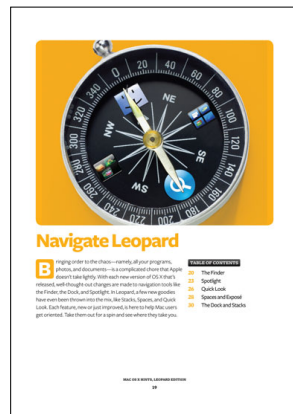 0 20 40 60 80 100 120 140
220 240 260 280 300 320 340
NW NE SE SW
Navigate Leopard
Bringing order to the chaos—namely, all your programs,
photos, and documents—is a complicated chore that Apple
doesn't take lightly. With each new version of OS X that's
released, well-thought-out changes are made to navigation tools like
the Finder, the Dock, and Spotlight. In Leopard, a few new goodies
have even been thrown into the mix, like Stacks, Spaces, and Quick
Look. Each feature, new or just improved, is here to help Mac users
get oriented. Take them out for a spin and see where they take you.
TABLE OF CONTENTS
20 The Finder
23 Spotlight
26 Quick Look
28 Spaces and Exposé
30 The Dock and Stacks
MAC OS X HINTS, LEOPARD EDITION
19